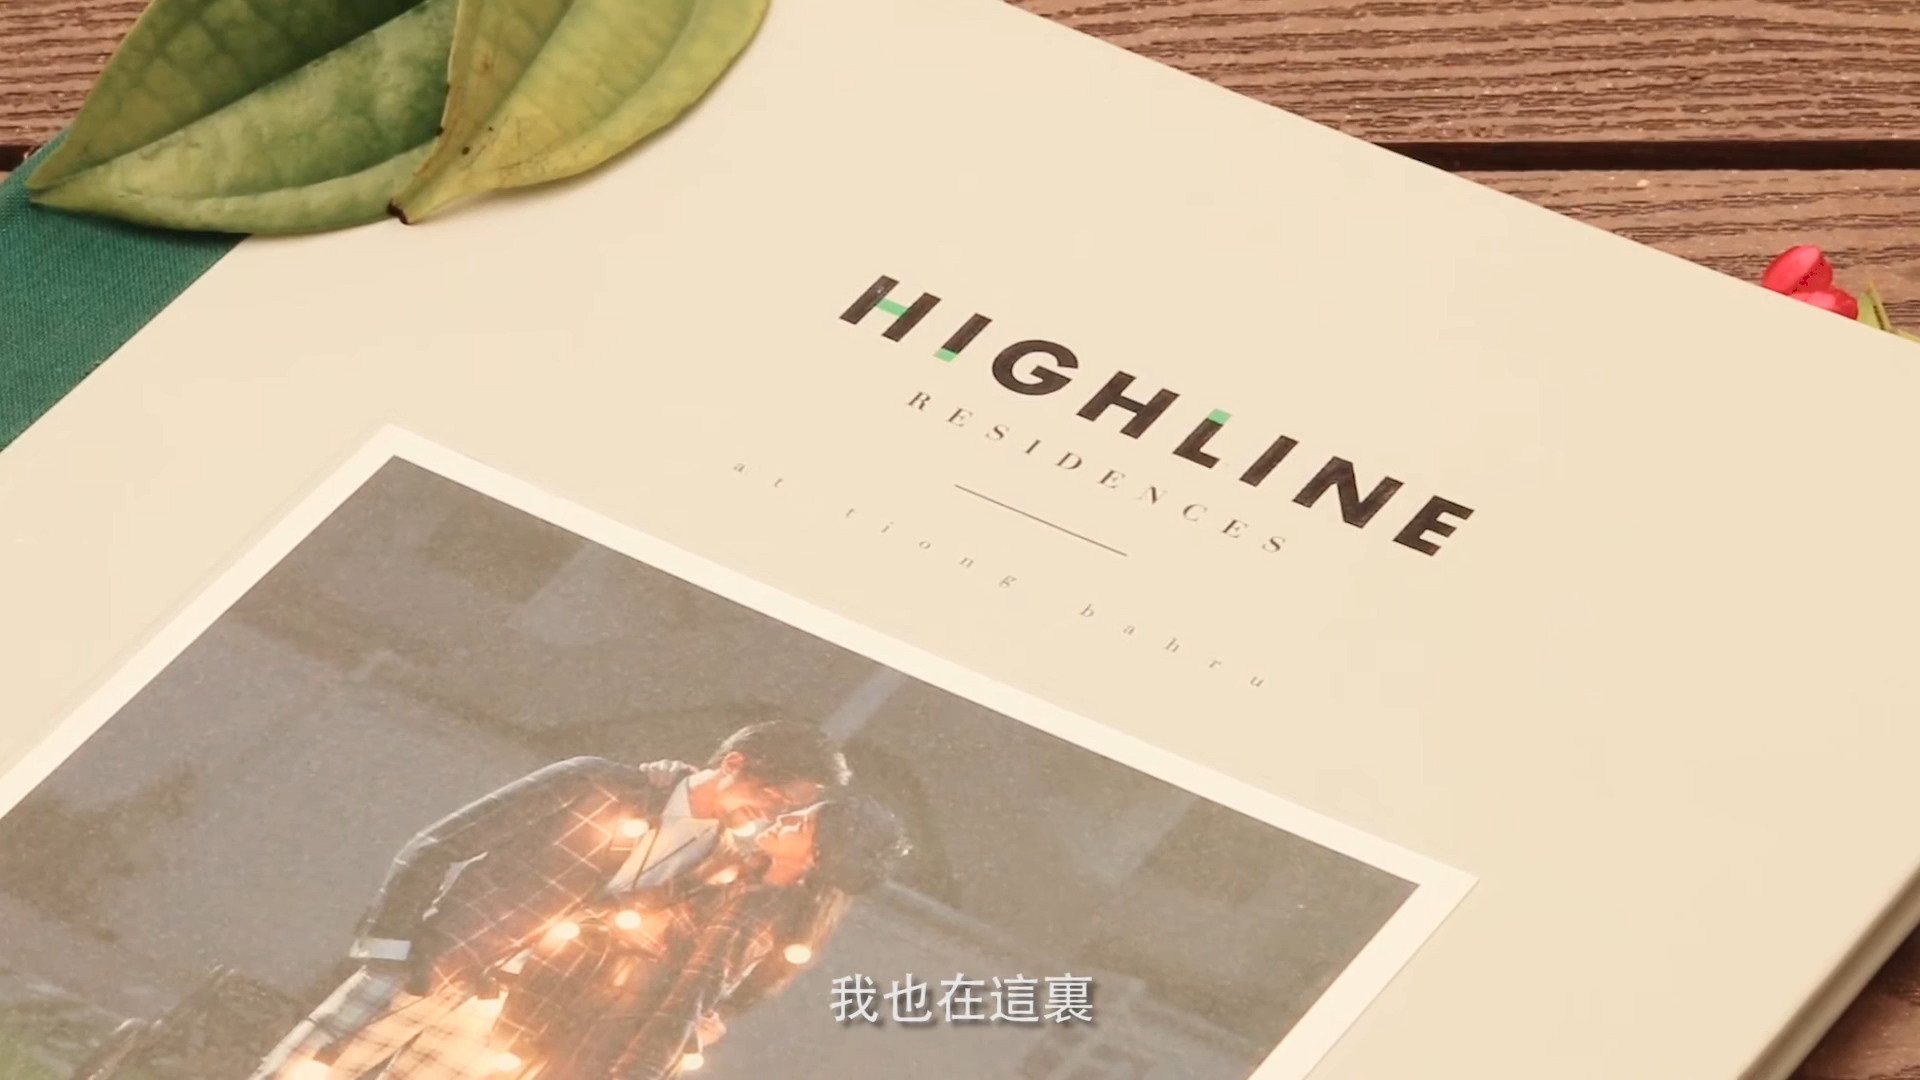 HIGHLINE
RESIDENCES
at tiong bahru
我也在這裏